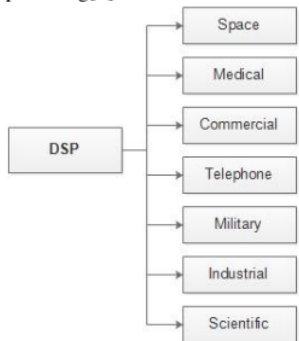 Space
Medical
Commercial
DSP
Telephone
Military
Industrial
Scientific